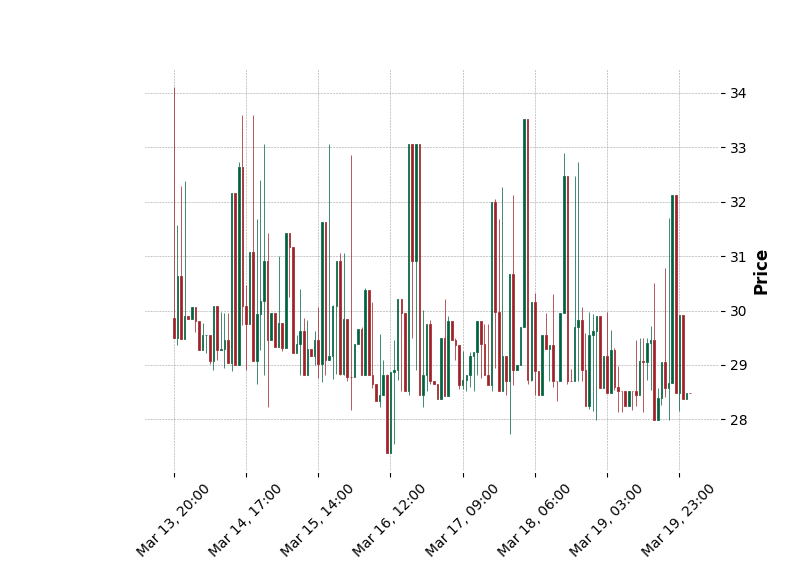 34
33
32
31
30
29
28
Price
Mar 13, 20:00
Mar 14, 17:00
Mar 15, 14:00
Mar 16, 12:00
Mar 17, 09:00
Mar 18, 06:00
Mar 19, 03:00
Mar 19, 23:00